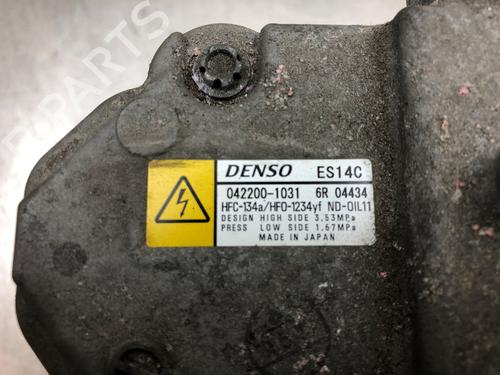 PARTS
DENSO ES14C
042200-1031 6R 04434
HFC-134a/HFO-1234yf ND-OIL11
DESIGN HIGH SIDE 3.53MPa
PRESS LOW SIDE 1.67MPa
MADE IN JAPAN